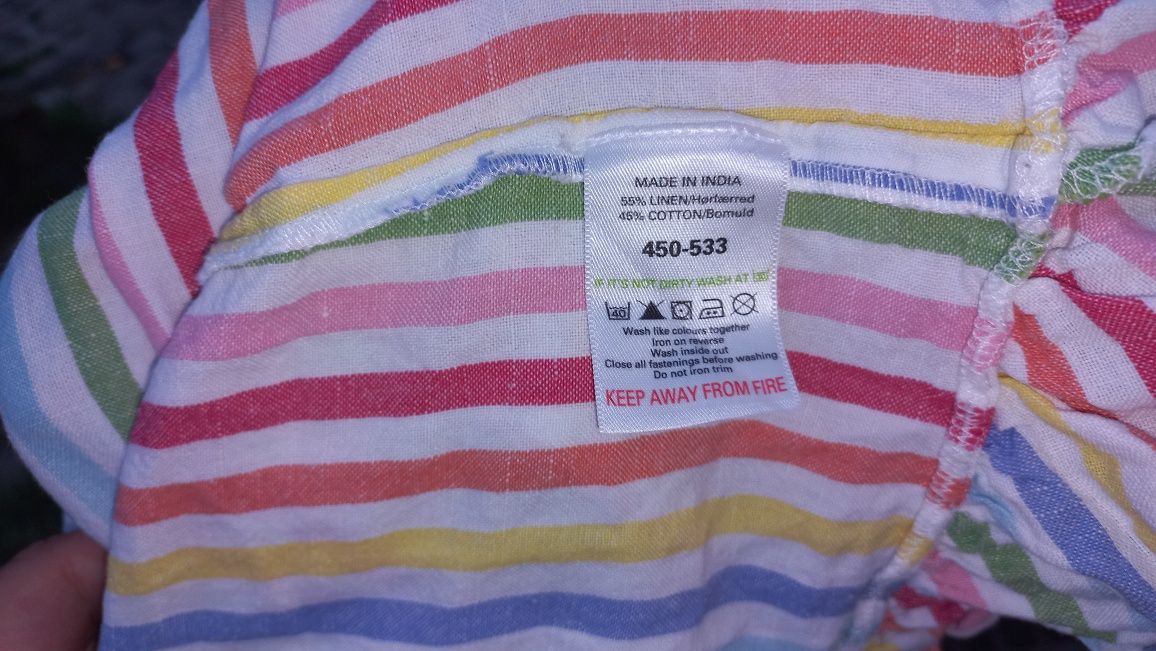 MADE IN INDIA
55% LINEN/Hørlærred
45% COTTON/Bomuld
450-533
IF IT'S NOT DIRTY WASH AT 30°
40
Wash like colours together
Iron on reverse
Wash inside out
Close all fastenings before washing
Do not iron trim
KEEP AWAY FROM FIRE